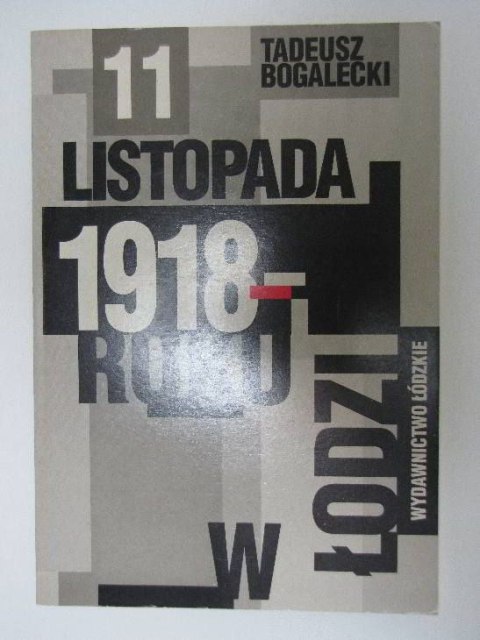 TADEUSZ
BOGALECKI
11
LISTOPADA
1918–
ROKU
W
ŁODZI
WYDAWNICTWO ŁÓDZKIE